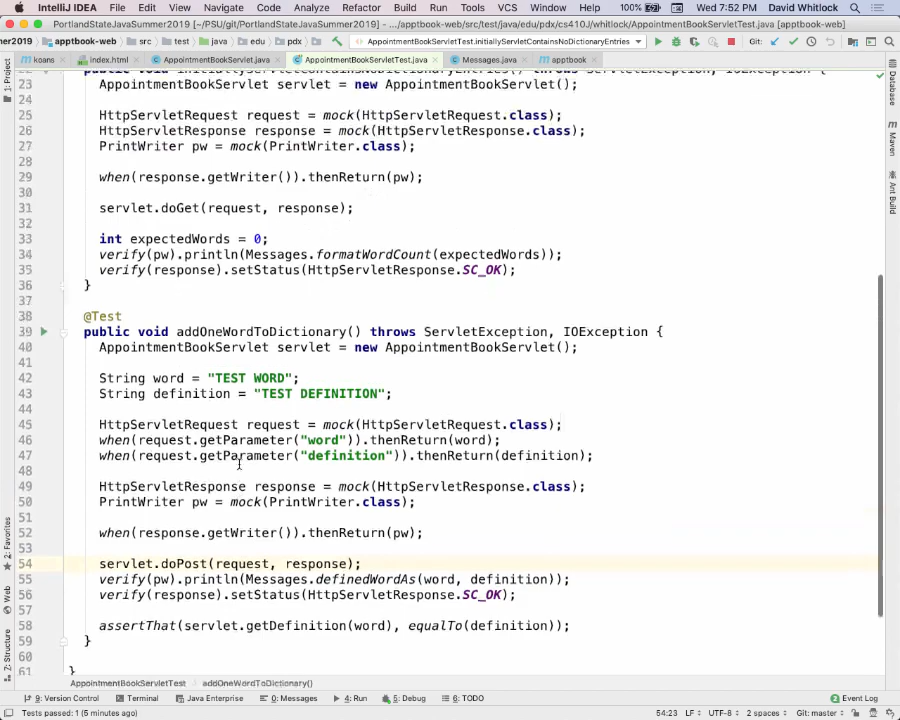 IntelliJ IDEA File Edit View Navigate Code Analyze Refactor Build Run Tools VCS Window Help 100% Wed 7:52 PM David Whitlock
PortlandStateJavaSummer2019 [~/PSU/git/PortlandStateJavaSummer2019] - .../apptbook-web/src/test/java/edu/pdx/cs410J/whitlock/AppointmentBookServletTest.java [apptbook-web]
ner2019 apptbook-web src test java edu pdx AppointmentBookServletTest.initiallyServletContainsNoDictionaryEntries Git:
koans index.html AppointmentBookServlet.java AppointmentBookServletTest.java Messages.java apptbook
23 AppointmentBookServlet servlet = new AppointmentBookServlet();
24
25 HttpServletRequest request = mock(HttpServletRequest.class);
26 HttpServletResponse response = mock(HttpServletResponse.class);
27 PrintWriter pw = mock(PrintWriter.class);
28
29 when(response.getWriter()).thenReturn(pw);
30
31 servlet.doGet(request, response);
32
33 int expectedWords = 0;
34 verify(pw).println(Messages.formatWordCount(expectedWords));
35 verify(response).setStatus(HttpServletResponse.SC_OK);
36 }
37
38 @Test
39 public void addOneWordToDictionary() throws ServletException, IOException {
40 AppointmentBookServlet servlet = new AppointmentBookServlet();
41
42 String word = "TEST WORD";
43 String definition = "TEST DEFINITION";
44
45 HttpServletRequest request = mock(HttpServletRequest.class);
46 when(request.getParameter("word")).thenReturn(word);
47 when(request.getParameter("definition")).thenReturn(definition);
48
49 HttpServletResponse response = mock(HttpServletResponse.class);
50 PrintWriter pw = mock(PrintWriter.class);
51
52 when(response.getWriter()).thenReturn(pw);
53
54 servlet.doPost(request, response);
55 verify(pw).println(Messages.definedWordAs(word, definition));
56 verify(response).setStatus(HttpServletResponse.SC_OK);
57
58 assertThat(servlet.getDefinition(word), equalTo(definition));
59 }
60
61 }
1: Project
2: Favorites
Web
7: Structure
Database
Maven
Ant Build
AppointmentBookServletTest addOneWordToDictionary()
9: Version Control Terminal Java Enterprise 0: Messages 4: Run 5: Debug 6: TODO Event Log
Tests passed: 1 (5 minutes ago) 54:23 LF UTF-8 2 spaces Git: master